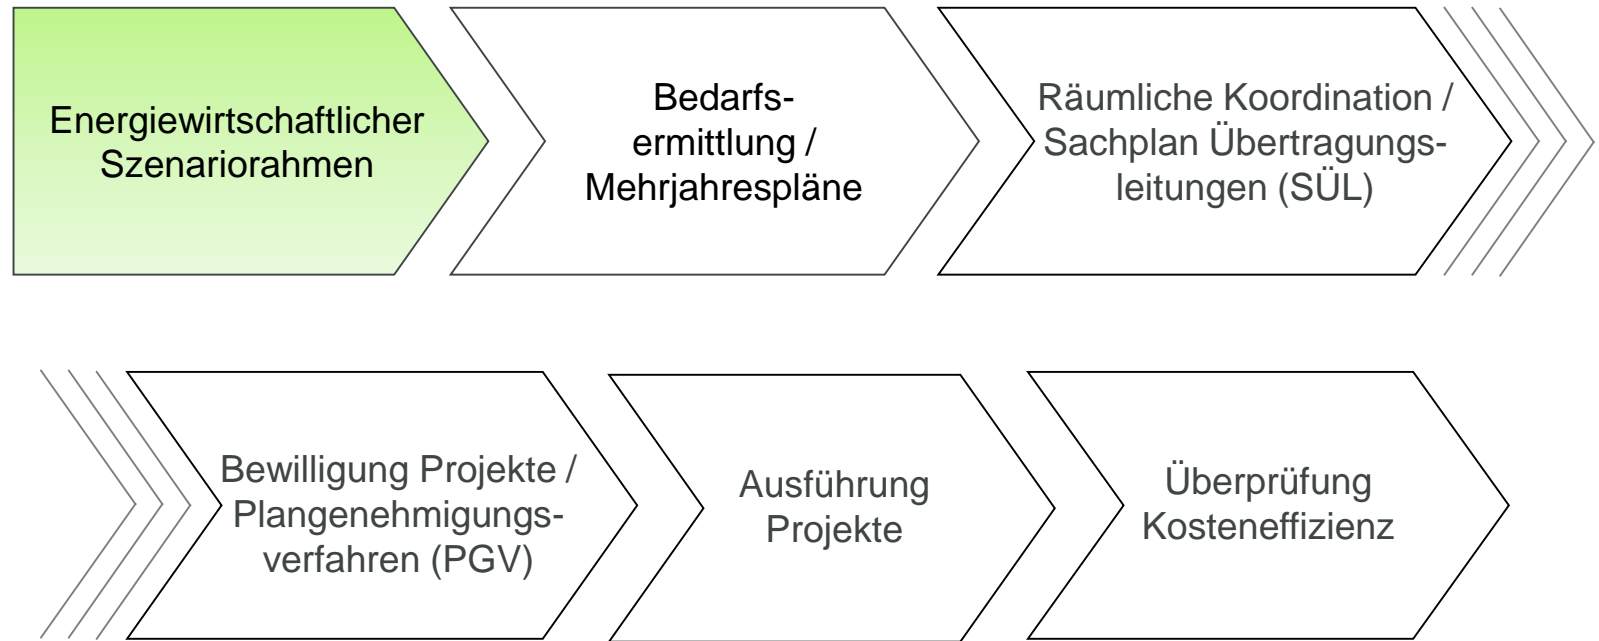 Energiewirtschaftlicher
Szenariorahmen
Bedarfs-
ermittlung /
Mehrjahrespläne
Räumliche Koordination /
Sachplan Übertragungs-
leitungen (SÜL)
Bewilligung Projekte /
Plangenehmigungs-
verfahren (PGV)
Ausführung
Projekte
Überprüfung
Kosteneffizienz